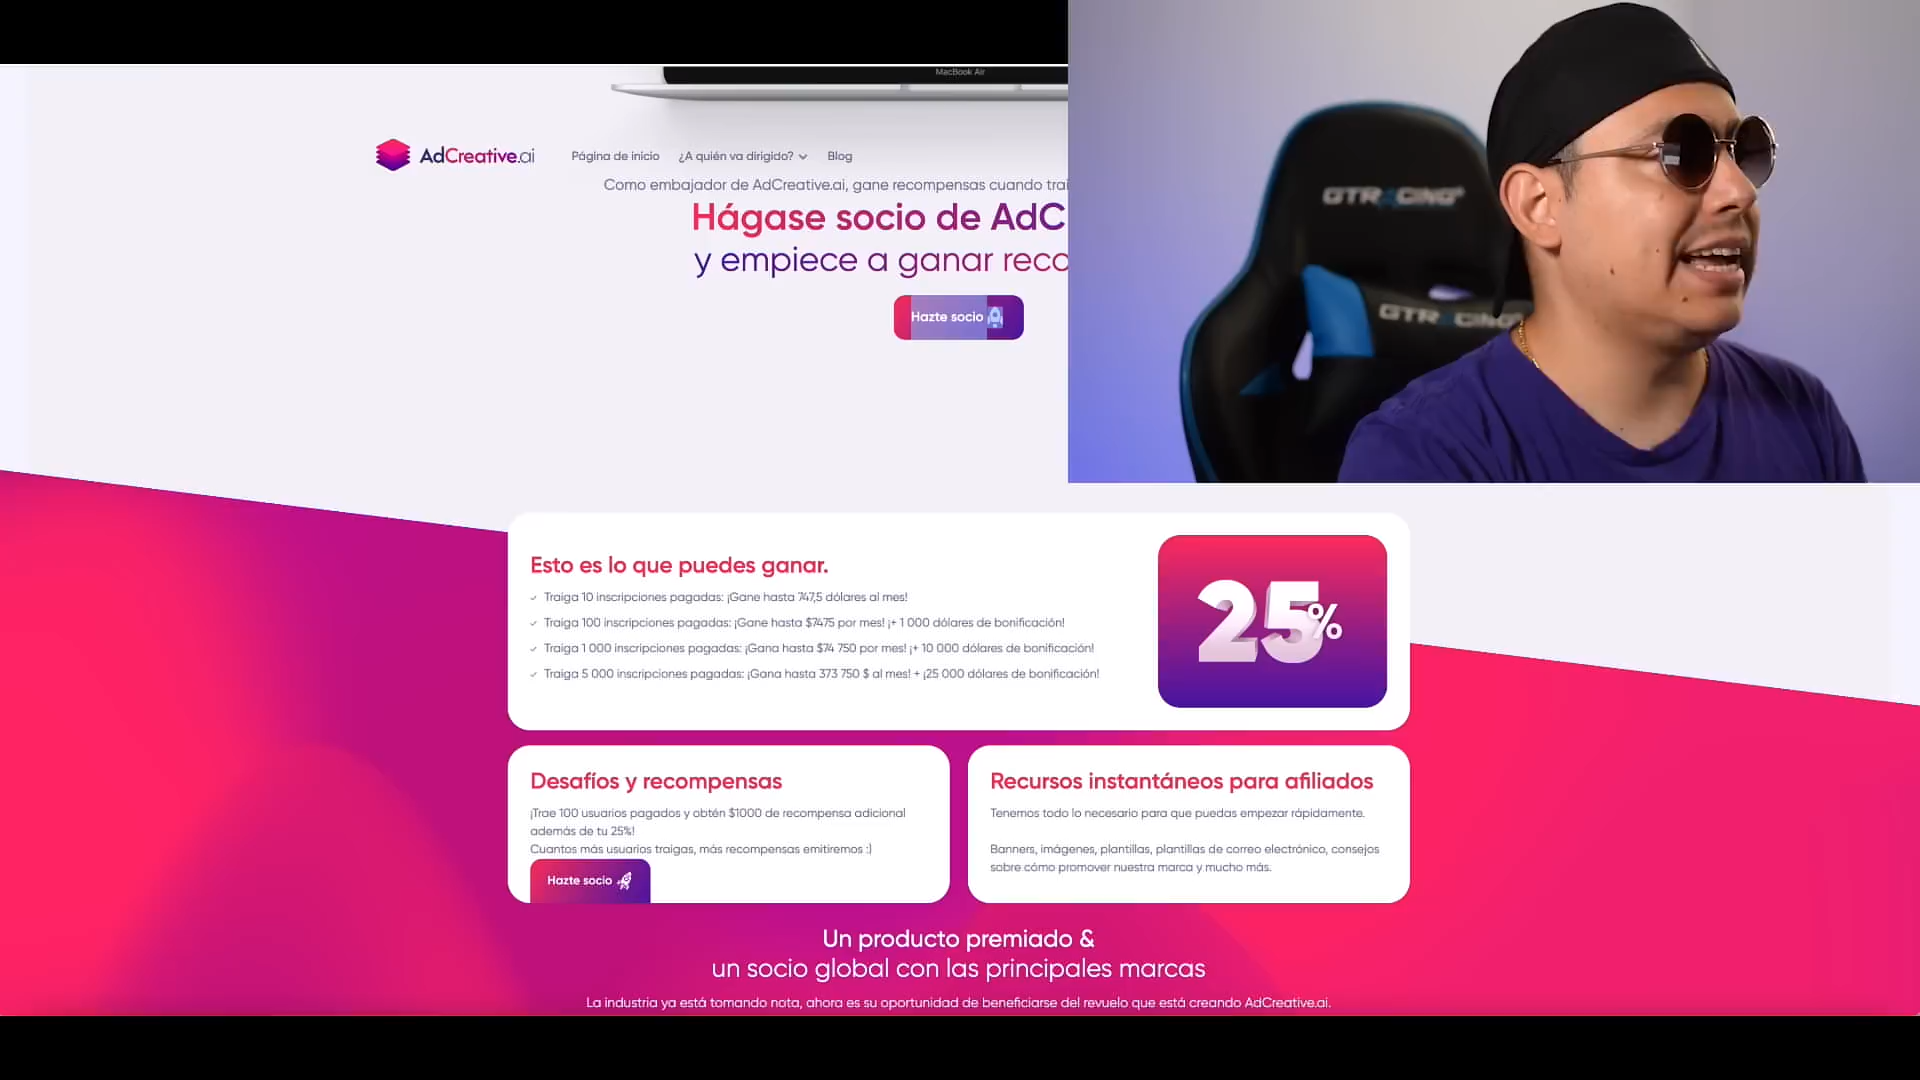 MacBook Air
AdCreative.ai
Página de inicio ¿A quién va dirigido? Blog
Como embajador de AdCreative.ai, gane recompensas cuando
Hágase socio de AdC
y empiece a ganar reco
Hazte socio
GTRACING
GTRACING
Esto es lo que puedes ganar.
Traiga 10 inscripciones pagadas: ¡Gane hasta 747,5 dólares al mes!
Traiga 100 inscripciones pagadas: ¡Gane hasta $7475 por mes! ¡+ 1 000 dólares de bonificación!
Traiga 1 000 inscripciones pagadas: ¡Gana hasta $74 750 por mes! ¡+ 10 000 dólares de bonificación!
Traiga 5 000 inscripciones pagadas: ¡Gana hasta 373 750 $ al mes! + ¡25 000 dólares de bonificación!
25%
Desafíos y recompensas
¡Trae 100 usuarios pagados y obtén $1000 de recompensa adicional
además de tu 25%!
Cuantos más usuarios traigas, más recompensas emitiremos :)
Hazte socio
Recursos instantáneos para afiliados
Tenemos todo lo necesario para que puedas empezar rápidamente.
Banners, imágenes, plantillas, plantillas de correo electrónico, consejos
sobre cómo promover nuestra marca y mucho más.
Un producto premiado &
un socio global con las principales marcas
La industria ya está tomando nota, ahora es su oportunidad de beneficiarse del revuelo que está creando AdCreative.ai.